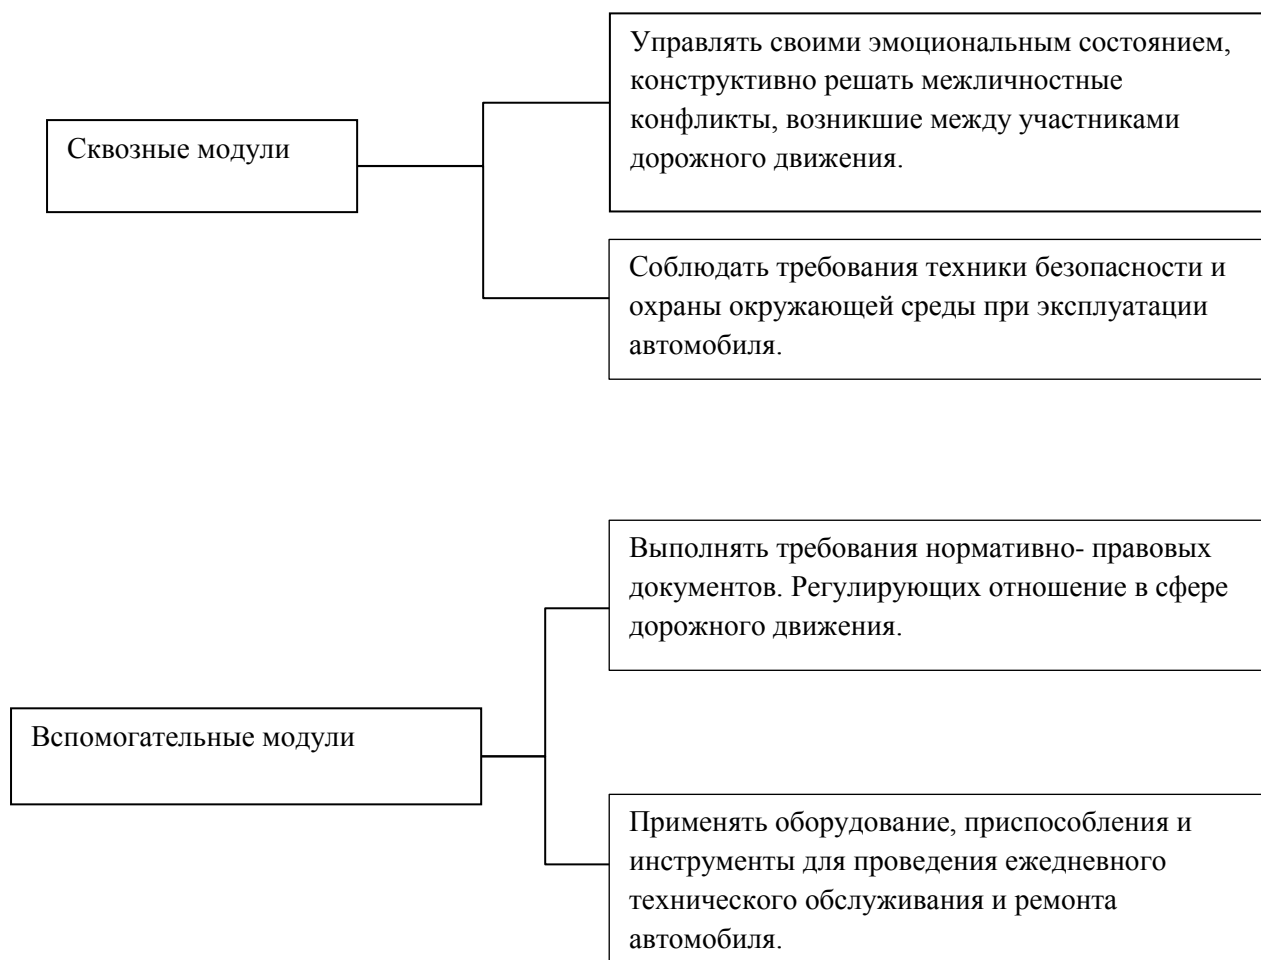 Управлять своими эмоциональным состоянием,
конструктивно решать межличностные
конфликты, возникшие между участниками
дорожного движения.
Сквозные модули
Соблюдать требования техники безопасности и
охраны окружающей среды при эксплуатации
автомобиля.
Выполнять требования нормативно- правовых
документов. Регулирующих отношение в сфере
дорожного движения.
Вспомогательные модули
Применять оборудование, приспособления и
инструменты для проведения ежедневного
технического обслуживания и ремонта
автомобиля.